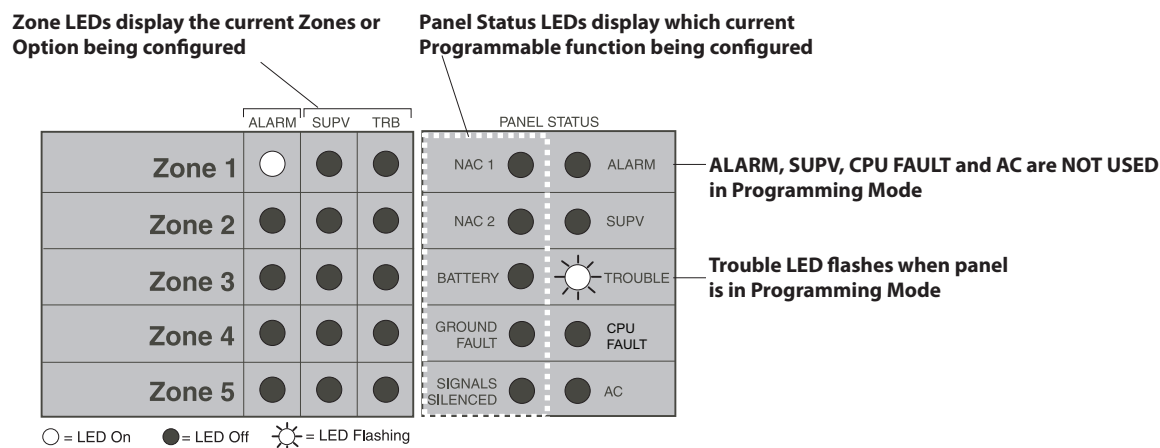 Zone LEDs display the current Zones or
Option being configured
Panel Status LEDs display which current
Programmable function being configured
ALARM SUPV TRB
Zone 1
Zone 2
Zone 3
Zone 4
Zone 5
PANEL STATUS
NAC 1 ALARM
NAC 2 SUPV
BATTERY TROUBLE
GROUND
FAULT
CPU
FAULT
SIGNALS
SILENCED
AC
ALARM, SUPV, CPU FAULT and AC are NOT USED
in Programming Mode
Trouble LED flashes when panel
is in Programming Mode
= LED On = LED Off = LED Flashing